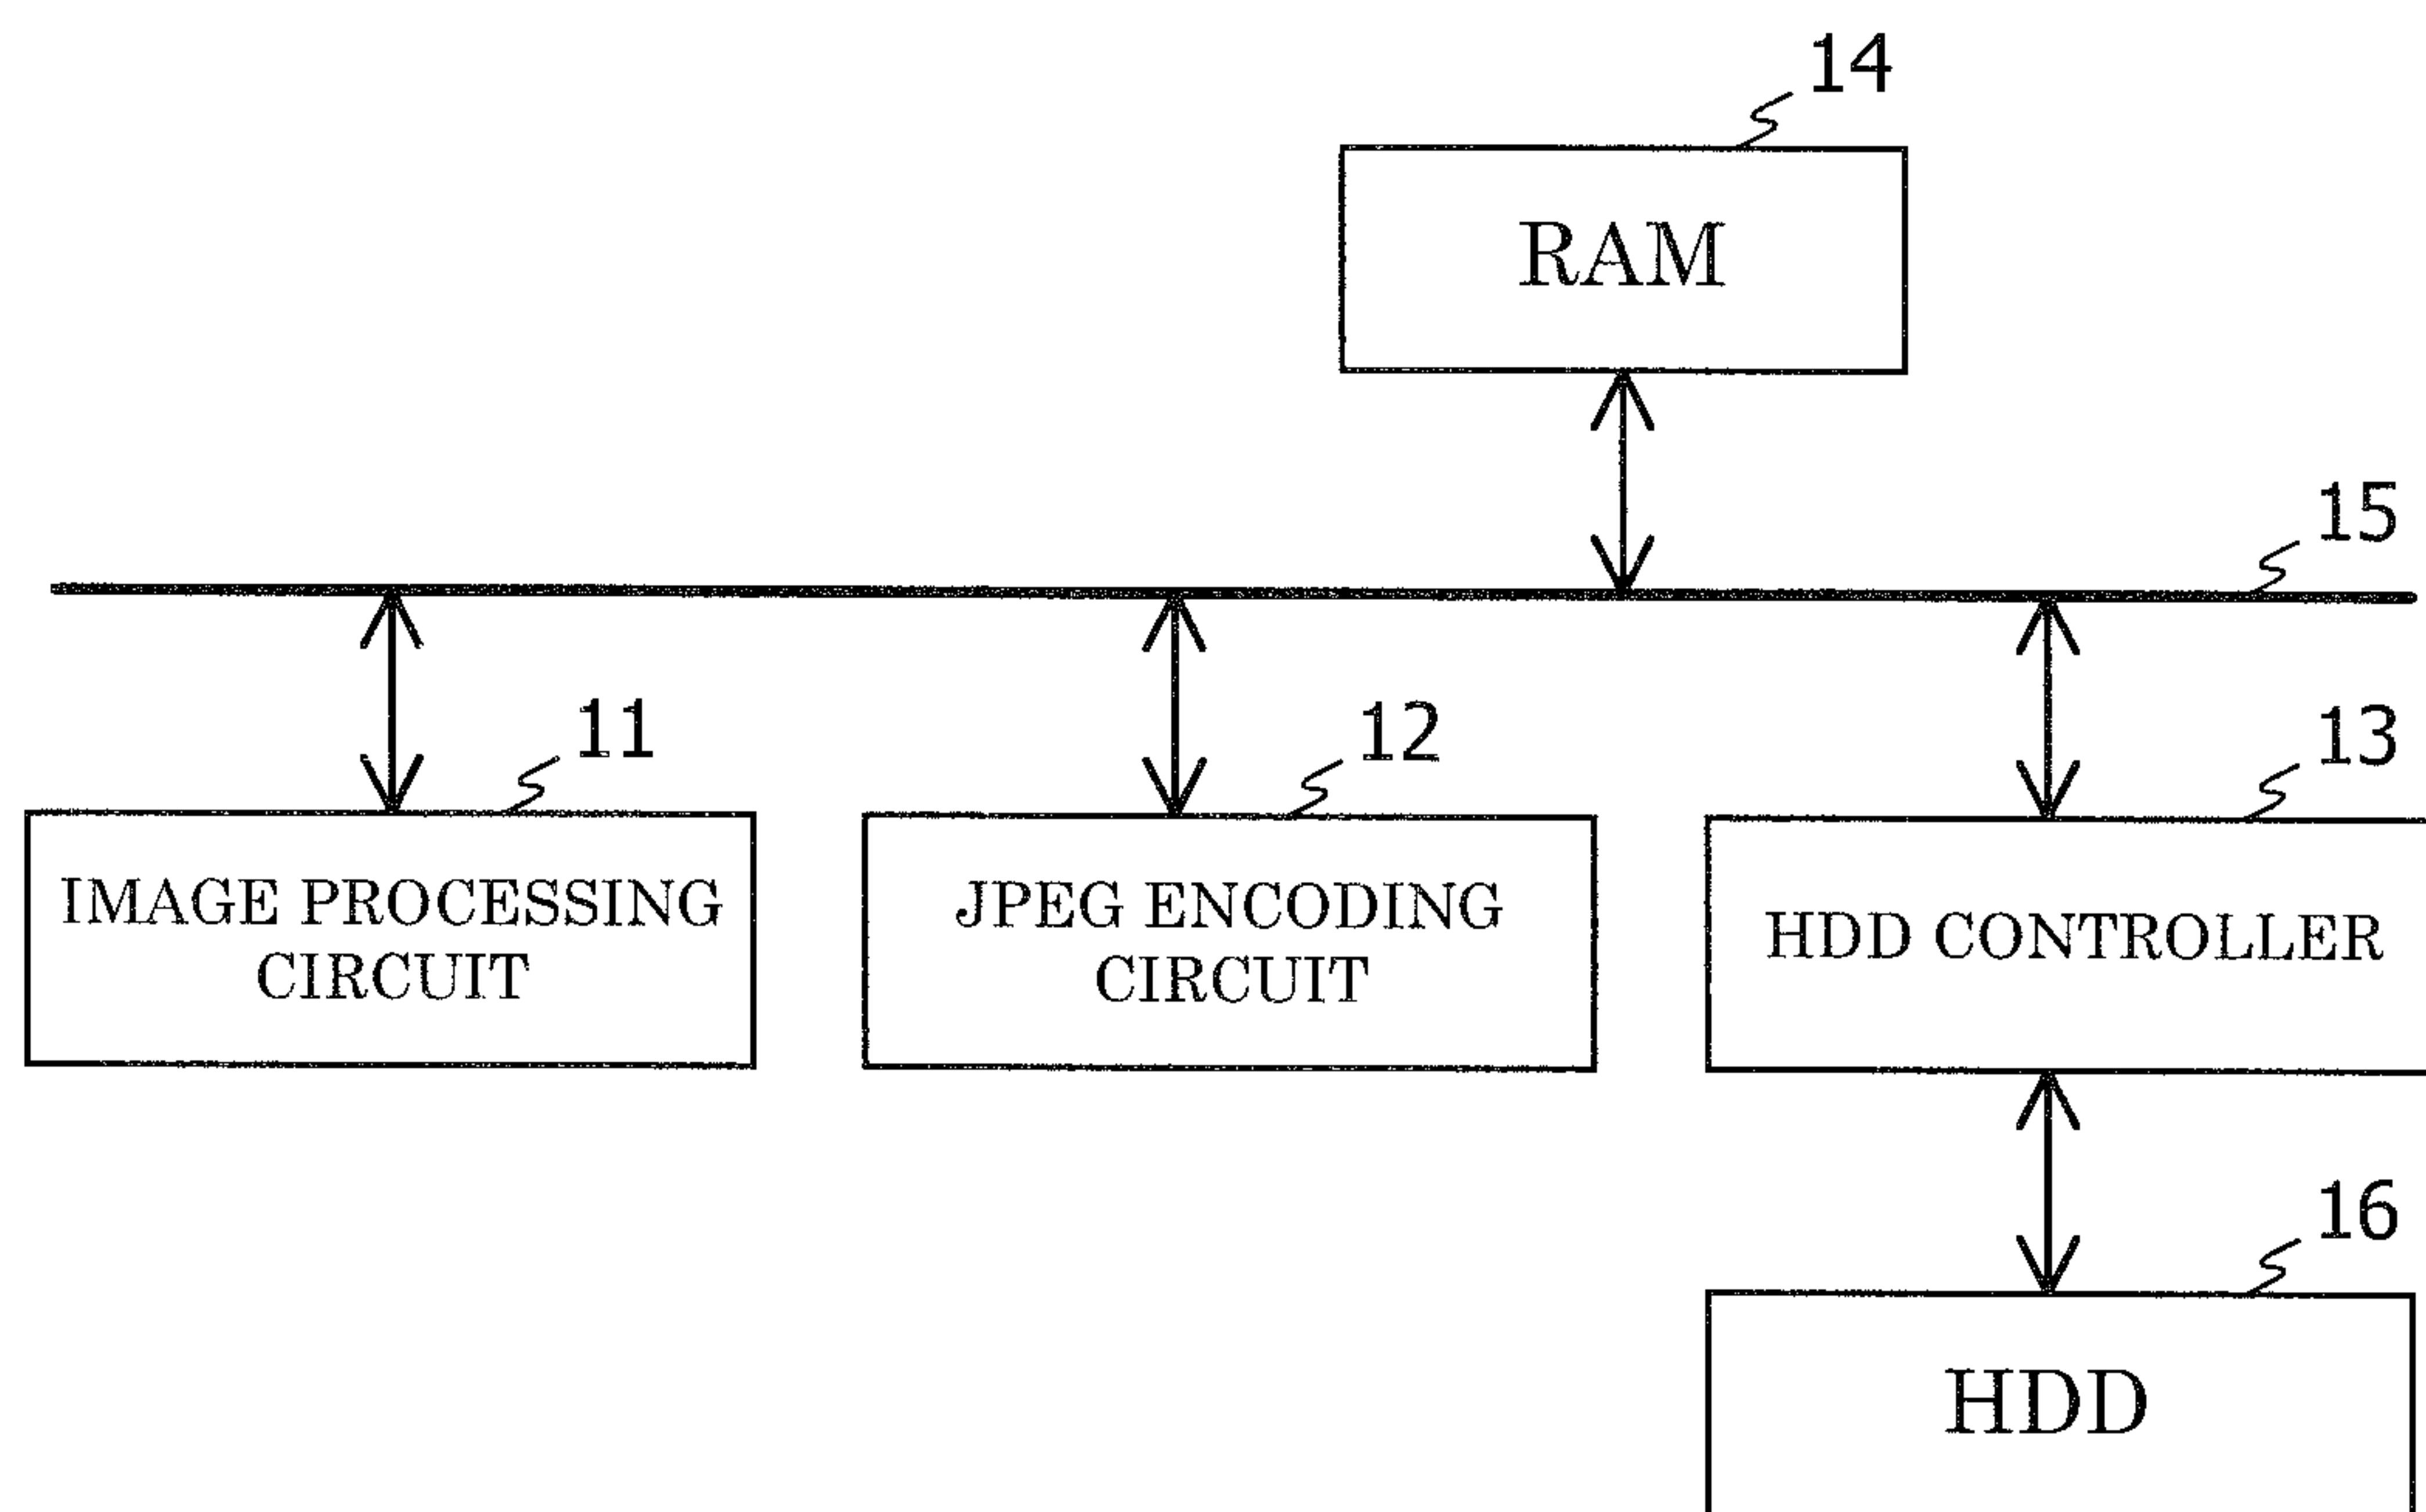 14
RAM
15
11
12
13
IMAGE PROCESSING
CIRCUIT
JPEG ENCODING
CIRCUIT
HDD CONTROLLER
16
HDD